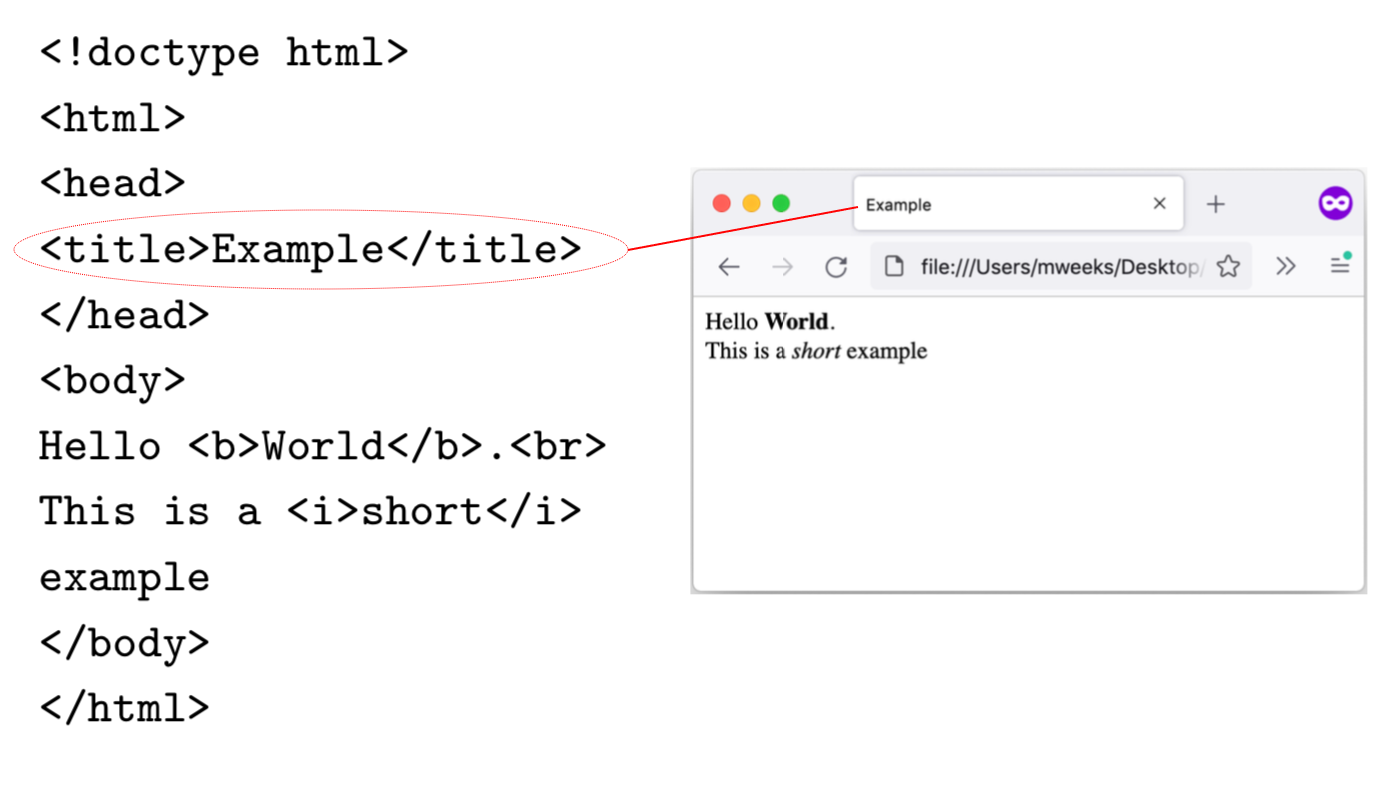 <!doctype html>
<html>
<head>
<title>Example</title>
</head>
<body>
Hello <b>World</b>.<br>
This is a <i>short</i>
example
</body>
</html>
Example
file:///Users/mweeks/Desktop/
Hello World.
This is a short example